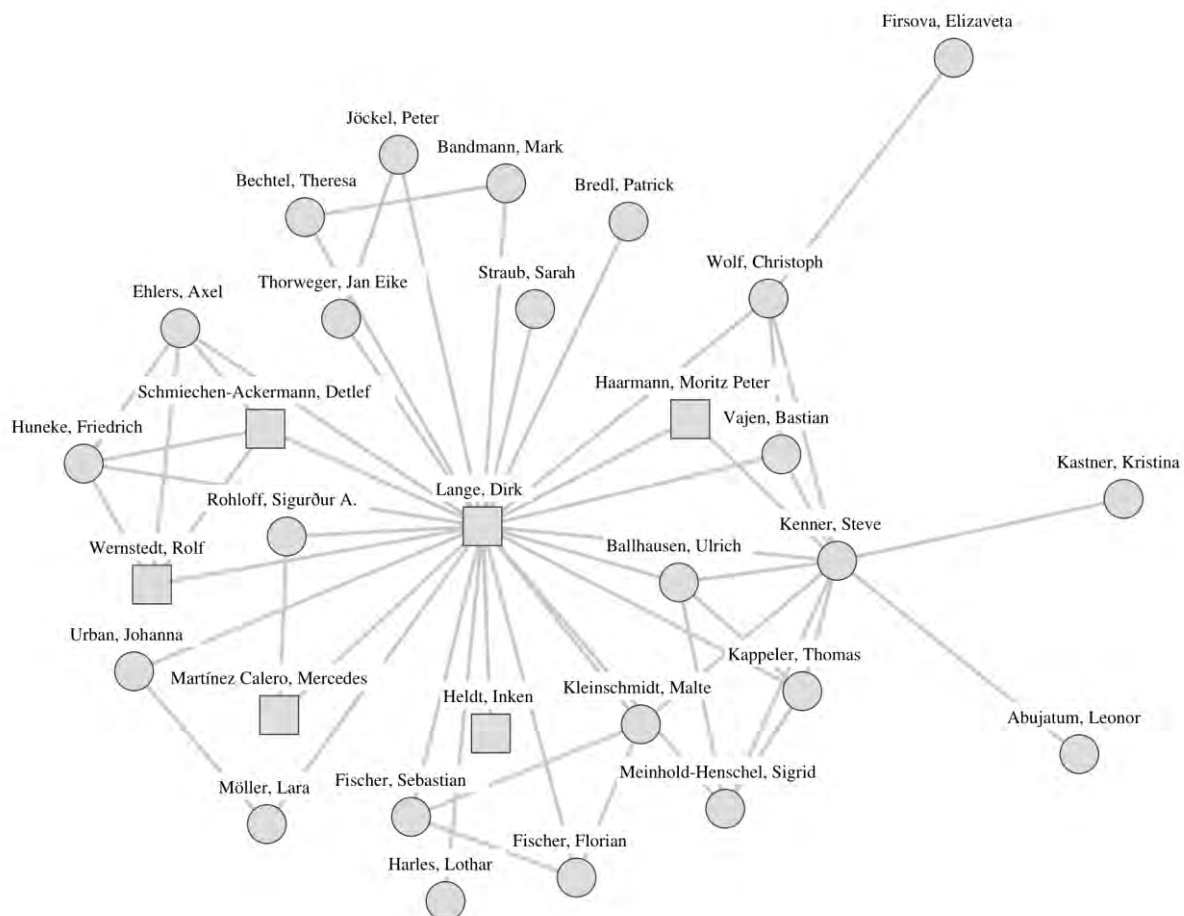 Firsova, Elizaveta
Jöckel, Peter
Bandmann, Mark
Bechtel, Theresa
Bredl, Patrick
Wolf, Christoph
Straub, Sarah
Thorweger, Jan Eike
Ehlers, Axel
Haarmann, Moritz Peter
Schmiechen-Ackermann, Detlef
Vajen, Bastian
Huneke, Friedrich
Kastner, Kristina
Lange, Dirk
Rohloff, Sigurður A.
Kenner, Steve
Wernstedt, Rolf
Ballhausen, Ulrich
Urban, Johanna
Kappeler, Thomas
Martínez Calero, Mercedes
Heldt, Inken
Kleinschmidt, Malte
Abujatum, Leonor
Meinhold-Henschel, Sigrid
Fischer, Sebastian
Möller, Lara
Fischer, Florian
Harles, Lothar